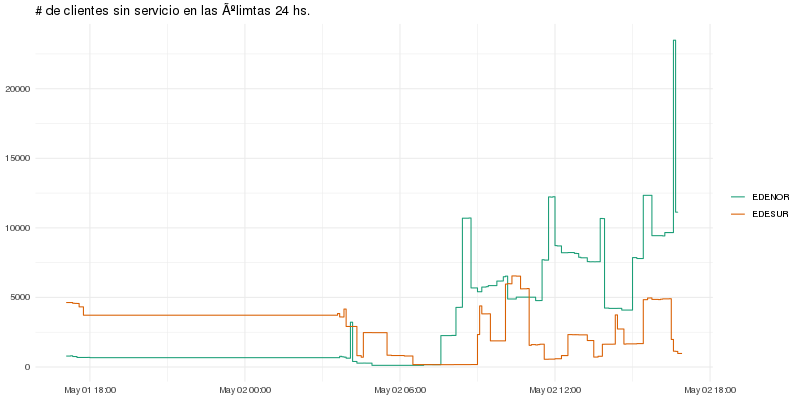 # de clientes sin servicio en las Ãºlimtas 24 hs.
20000
15000
10000
5000
0
EDENOR
EDESUR
May 01 18:00
May 02 00:00
May 02 06:00
May 02 12:00
May 02 18:00